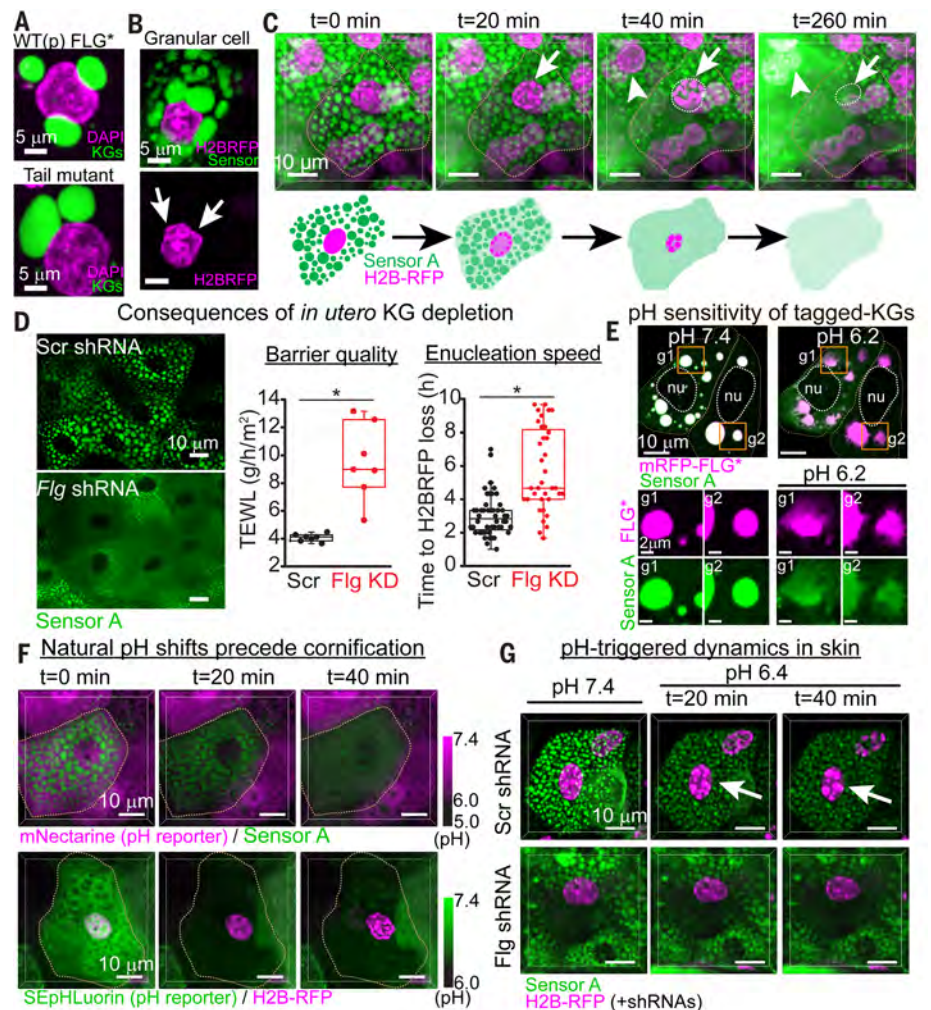 A
WT(p) FLG*
DAPI
KGs
5 μm
Tail mutant
DAPI
KGs
5 μm
B
Granular cell
H2BRFP
Sensor
5 μm
H2BRFP
C
t=0 min
t=20 min
t=40 min
t=260 min
10 μm
Sensor A
H2B-RFP
D
Consequences of in utero KG depletion
Scr shRNA
10 μm
Flg shRNA
Sensor A
Barrier quality
*
TEWL (g/h/m²)
14
12
10
8
6
4
2
Scr
Flg KD
Enucleation speed
*
Time to H2BRFP loss (h)
10
8
6
4
2
0
Scr
Flg KD
E
pH sensitivity of tagged-KGs
pH 7.4
pH 6.2
g1
nu
nu
g2
10 μm
g1
nu
nu
g2
mRFP-FLG*
Sensor A
pH 6.2
FLG*
g1
2μm
g2
g1
g2
Sensor A
g1
g2
g1
g2
F
Natural pH shifts precede cornification
t=0 min
t=20 min
t=40 min
10 μm
7.4
6.0
5.0
(pH)
mNectarine (pH reporter) / Sensor A
10 μm
7.4
6.0
(pH)
SEpHLuorin (pH reporter) / H2B-RFP
G
pH-triggered dynamics in skin
pH 7.4
pH 6.4
t=20 min
t=40 min
Scr shRNA
10 μm
Flg shRNA
Sensor A
H2B-RFP (+shRNAs)